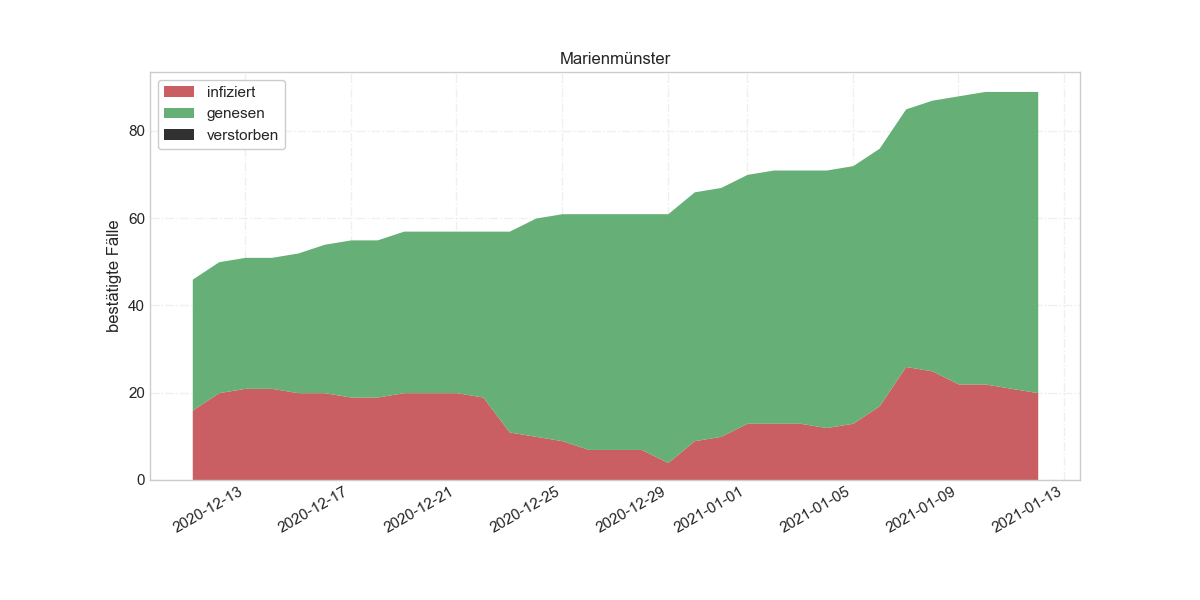 Marienmünster
infiziert
genesen
verstorben
bestätigte Fälle
80
60
40
20
0
2020-12-13
2020-12-17
2020-12-21
2020-12-25
2020-12-29
2021-01-01
2021-01-05
2021-01-09
2021-01-13